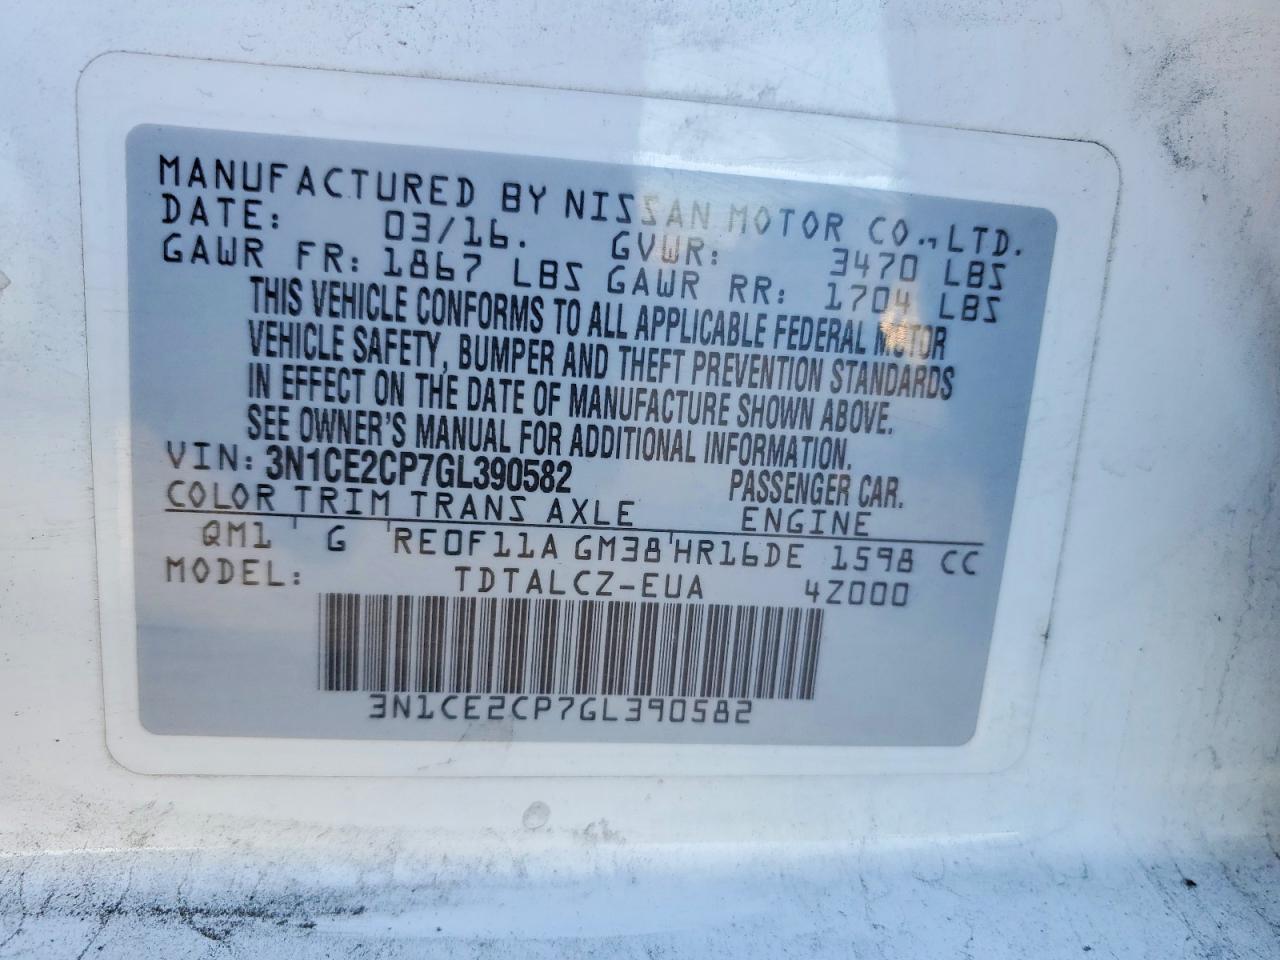 MANUFACTURED BY NISSAN MOTOR CO., LTD.
DATE: 03/16. GVWR: 3470 LBS
GAWR FR: 1867 LBS GAWR RR: 1704 LBS
THIS VEHICLE CONFORMS TO ALL APPLICABLE FEDERAL MOTOR
VEHICLE SAFETY, BUMPER AND THEFT PREVENTION STANDARDS
IN EFFECT ON THE DATE OF MANUFACTURE SHOWN ABOVE.
SEE OWNER'S MANUAL FOR ADDITIONAL INFORMATION.
VIN: 3N1CE2CP7GL390582 PASSENGER CAR.
COLOR TRIM TRANS AXLE ENGINE
QM1 ' G ' RE0F11A GM38 ' HR16DE 1598 CC
MODEL: TDTALCZ-EUA 4Z000
3N1CE2CP7GL390582